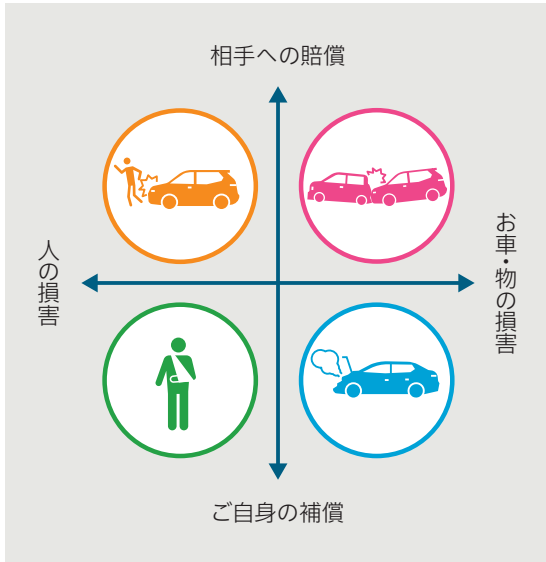 相手への賠償
人の損害
お車・物の損害
ご自身の補償